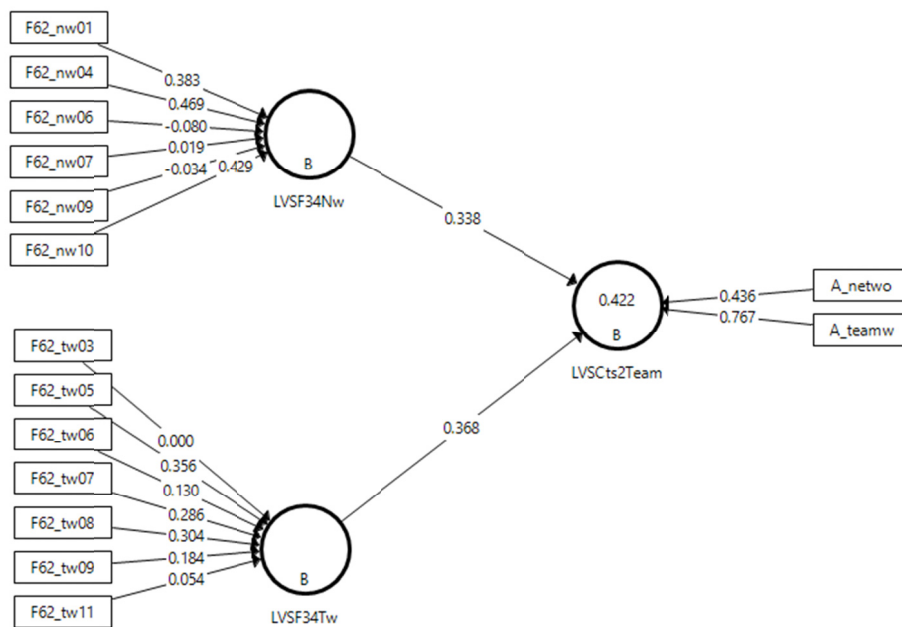 F62_nw01
F62_nw04
F62_nw06
F62_nw07
F62_nw09
F62_nw10
0.383
0.469
-0.080
0.019
-0.034
0.429
B
LVSF34Nw
0.338
0.422
B
LVSCts2Team
0.436
0.767
A_netwo
A_teamw
F62_tw03
F62_tw05
F62_tw06
F62_tw07
F62_tw08
F62_tw09
F62_tw11
0.000
0.356
0.130
0.286
0.304
0.184
0.054
B
LVSF34Tw
0.368